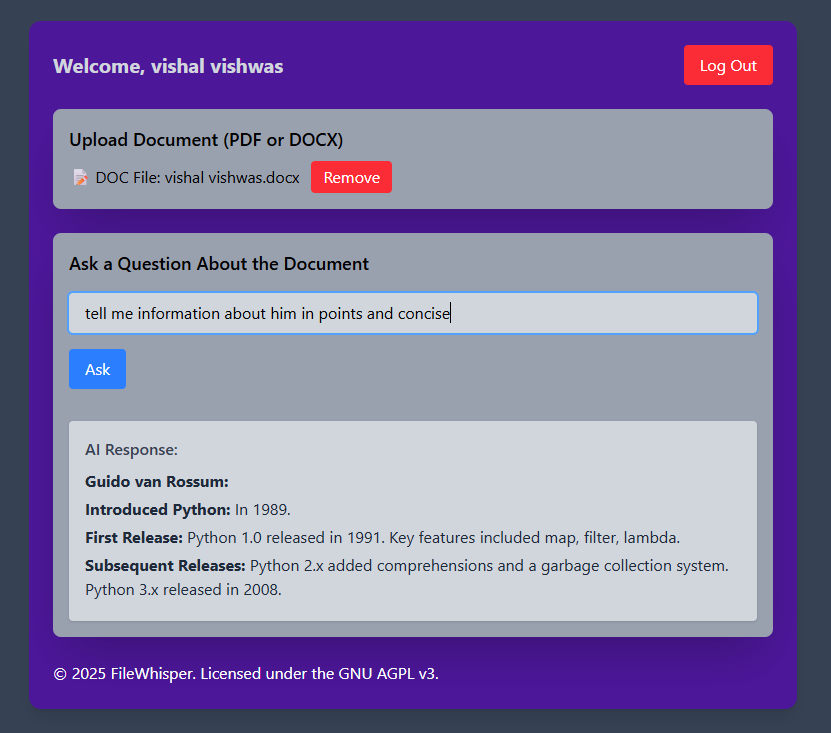 Welcome, vishal vishwas
Log Out
Upload Document (PDF or DOCX)
DOC File: vishal vishwas.docx
Remove
Ask a Question About the Document
tell me information about him in points and concise
Ask
AI Response:
Guido van Rossum:
Introduced Python: In 1989.
First Release: Python 1.0 released in 1991. Key features included map, filter, lambda.
Subsequent Releases: Python 2.x added comprehensions and a garbage collection system.
Python 3.x released in 2008.
© 2025 FileWhisper. Licensed under the GNU AGPL v3.